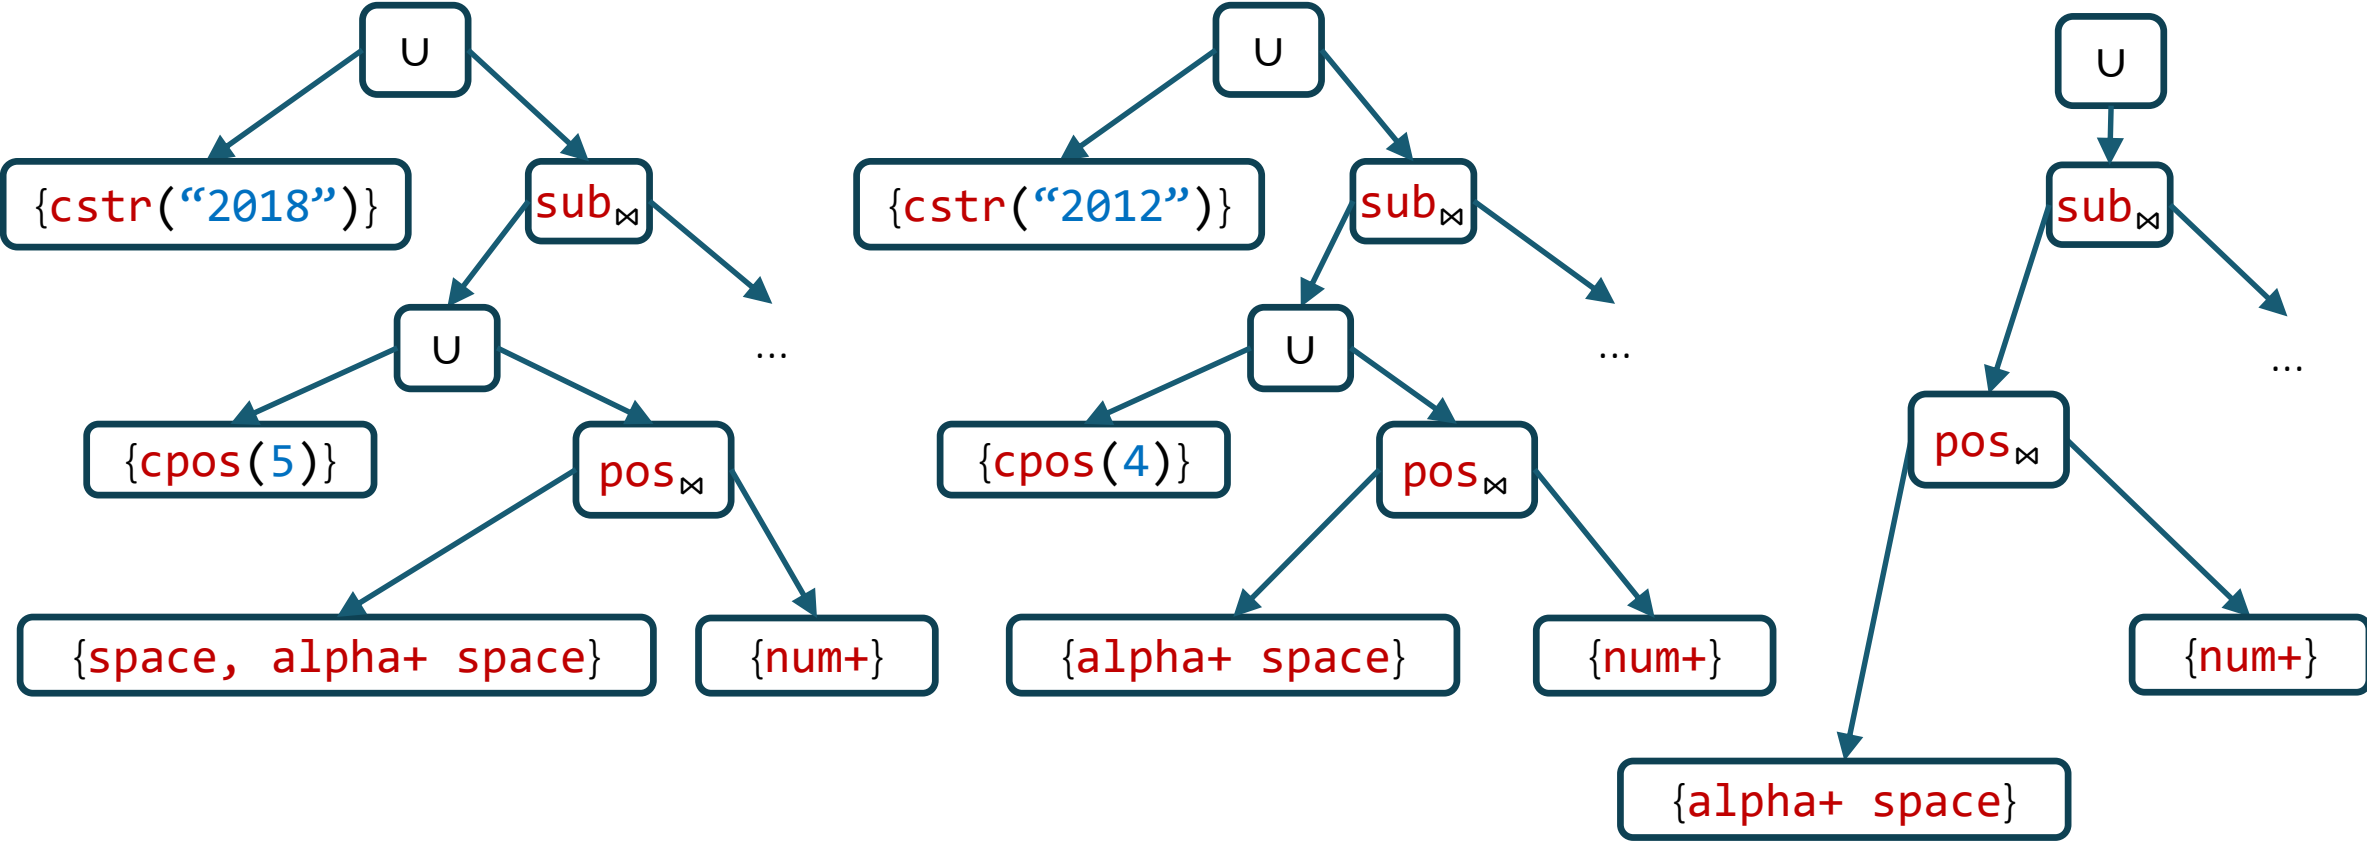 ∪
{cstr(“2018”)}
sub⋈
∪
...
{cpos(5)}
pos⋈
{space, alpha+ space}
{num+}
∪
{cstr(“2012”)}
sub⋈
∪
...
{cpos(4)}
pos⋈
{alpha+ space}
{num+}
∪
sub⋈
...
pos⋈
{num+}
{alpha+ space}